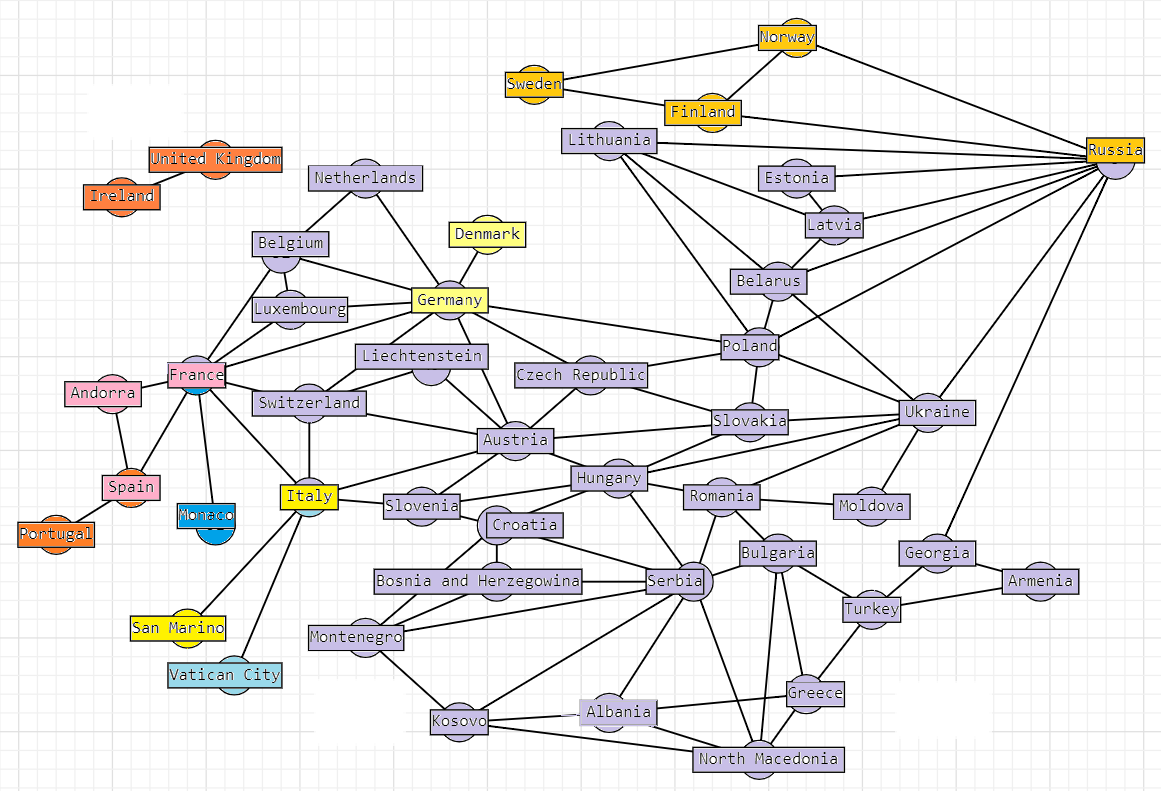 Norway
Sweden
Finland
Lithuania
Russia
United Kingdom
Netherlands
Estonia
Ireland
Latvia
Denmark
Belgium
Belarus
Germany
Luxembourg
Poland
Liechtenstein
France
Czech Republic
Andorra
Switzerland
Ukraine
Slovakia
Austria
Hungary
Spain
Italy
Romania
Slovenia
Moldova
Monaco
Croatia
Portugal
Bulgaria
Georgia
Bosnia and Herzegowina
Serbia
Armenia
Turkey
San Marino
Montenegro
Vatican City
Greece
Albania
Kosovo
North Macedonia